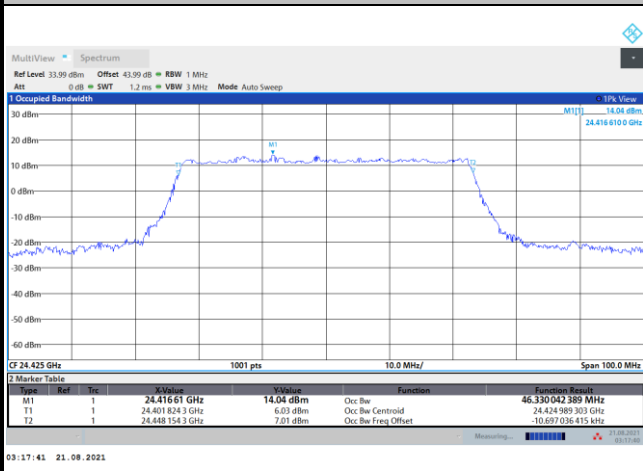 MultiView Spectrum
Ref Level 33.99 dBm Offset 43.99 dB RBW 1 MHz
Att 0 dB SWT 1.2 ms VBW 3 MHz Mode Auto Sweep
1 Occupied Bandwidth 1Pk View
M1[1] 14.04 dBm
24.416 610 0 GHz
30 dBm
20 dBm
M1
10 dBm
0 dBm
-10 dBm
-20 dBm
-30 dBm
-40 dBm
-50 dBm
-60 dBm
CF 24.425 GHz 1001 pts 10.0 MHz/ Span 100.0 MHz
2 Marker Table
Type Ref Trc X-Value Y-Value Function Function Result
M1 1 24.416 61 GHz 14.04 dBm Occ Bw 46.330 042 389 MHz
T1 1 24.401 824 3 GHz 6.03 dBm Occ Bw Centroid 24.424 989 303 GHz
T2 1 24.448 154 3 GHz 7.01 dBm Occ Bw Freq Offset -10.697 036 415 kHz
Measuring... 21.08.2021
03:17:40
03:17:41 21.08.2021